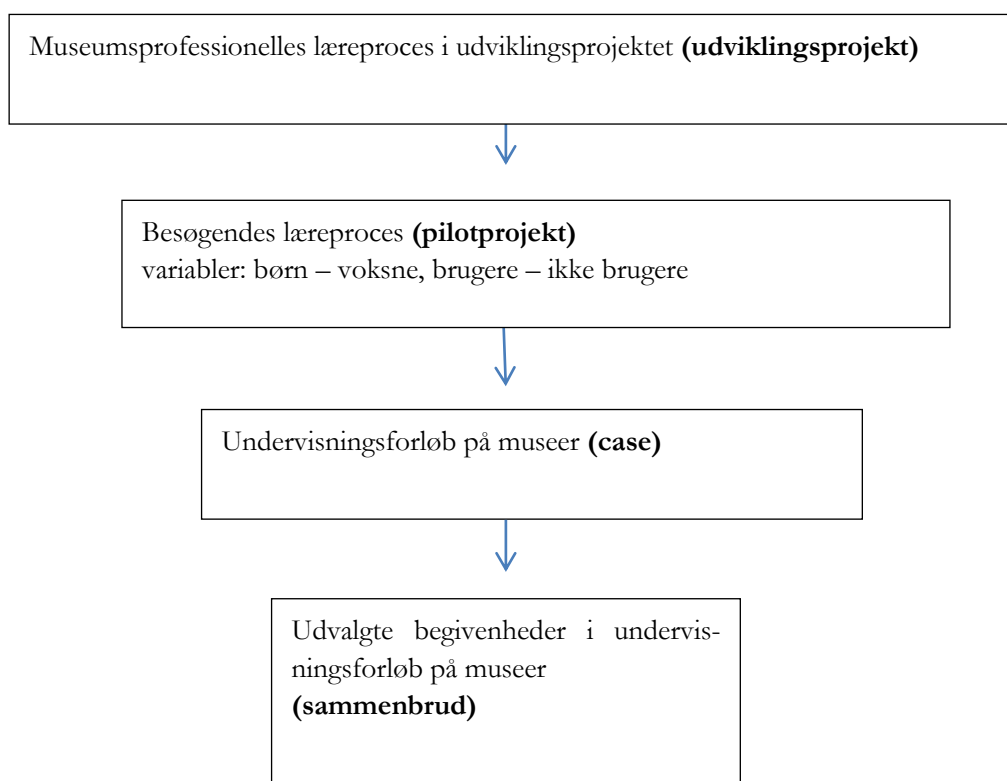 Museumsprofessionelles læreproces i udviklingsprojektet (udviklingsprojekt)
Besøgendes læreproces (pilotprojekt)
variabler: børn – voksne, brugere – ikke brugere
Undervisningsforløb på museer (case)
Udvalgte begivenheder i undervis-
ningsforløb på museer
(sammenbrud)